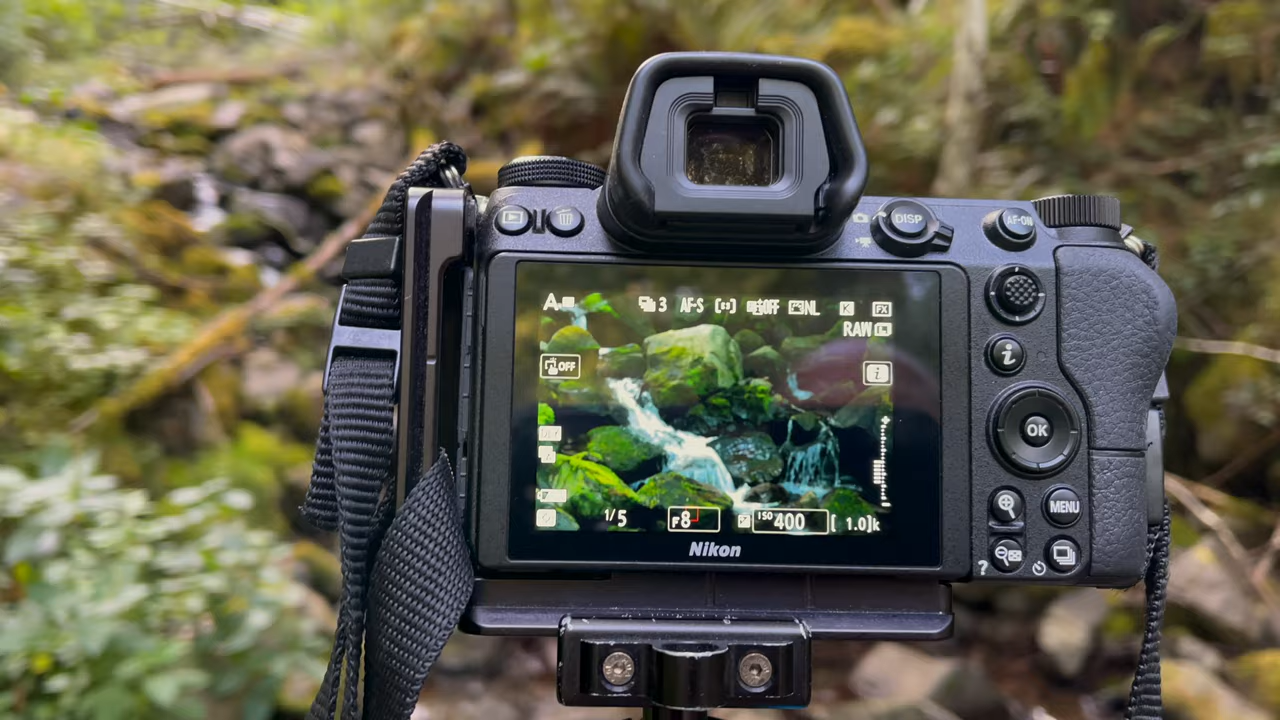 DISP
AF-ON
A 3 AF-S OFF NL K FX
RAW
OFF
i
i
OK
1/5 F8 ISO 400 [ 1.0]k
MENU
Nikon
?